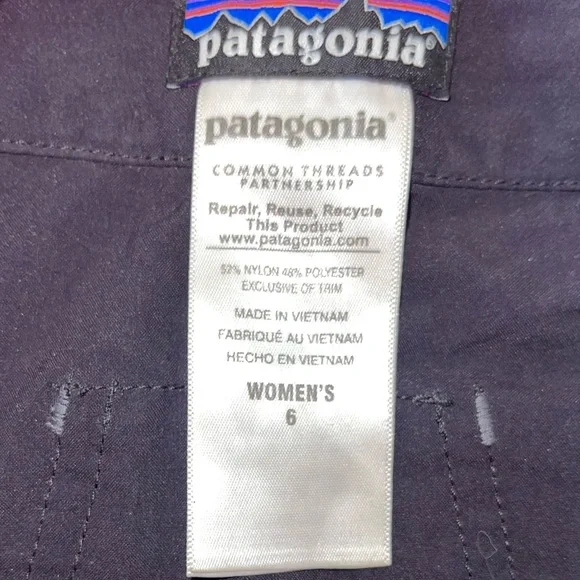 patagonia®
patagonia®
COMMON THREADS
PARTNERSHIP
Repair, Reuse, Recycle
This Product
www.patagonia.com
52% NYLON 48% POLYESTER
EXCLUSIVE OF TRIM
MADE IN VIETNAM
FABRIQUÉ AU VIETNAM
HECHO EN VIETNAM
WOMEN'S
6